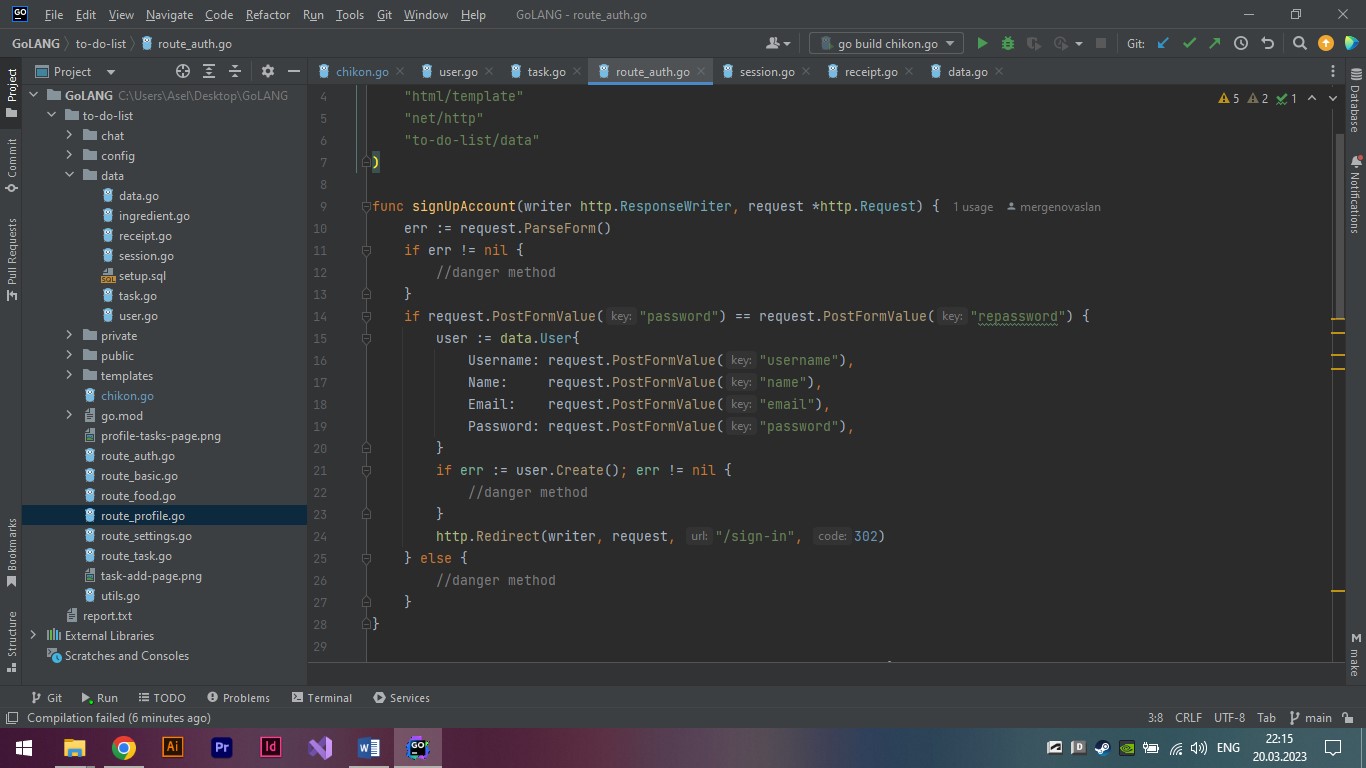 File Edit View Navigate Code Refactor Run Tools Git Window Help GoLANG - route_auth.go
GoLANG to-do-list route_auth.go go build chikon.go Git:
Project chikon.go user.go task.go route_auth.go session.go receipt.go data.go
GoLANG C:\Users\Asel\Desktop\GoLANG
to-do-list
chat
config
data
data.go
ingredient.go
receipt.go
session.go
setup.sql
task.go
user.go
private
public
templates
chikon.go
go.mod
profile-tasks-page.png
route_auth.go
route_basic.go
route_food.go
route_profile.go
route_settings.go
route_task.go
task-add-page.png
utils.go
report.txt
External Libraries
Scratches and Consoles
Project
Commit
Pull Requests
Bookmarks
Structure
5 2 1
4 "html/template"
5 "net/http"
6 "to-do-list/data"
7 )
8
9 func signUpAccount(writer http.ResponseWriter, request *http.Request) { 1 usage mergenovaslan
10 err := request.ParseForm()
11 if err != nil {
12 //danger method
13 }
14 if request.PostFormValue( key: "password") == request.PostFormValue( key: "repassword") {
15 user := data.User{
16 Username: request.PostFormValue( key: "username"),
17 Name: request.PostFormValue( key: "name"),
18 Email: request.PostFormValue( key: "email"),
19 Password: request.PostFormValue( key: "password"),
20 }
21 if err := user.Create(); err != nil {
22 //danger method
23 }
24 http.Redirect(writer, request, url: "/sign-in", code: 302)
25 } else {
26 //danger method
27 }
28 }
29
Database
Notifications
make
Git Run TODO Problems Terminal Services
Compilation failed (6 minutes ago) 3:8 CRLF UTF-8 Tab main
Ai Pr Id W GO ENG 22:15
20.03.2023